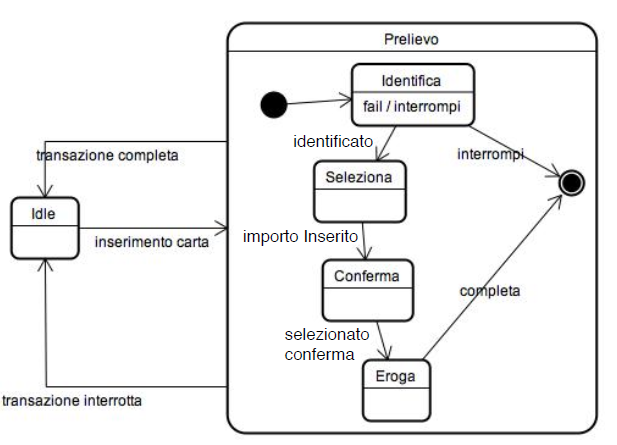 Prelievo
Identifica
fail / interrompi
identificato
interrompi
transazione completa
Seleziona
Idle
inserimento carta
importo Inserito
Conferma
completa
selezionato
conferma
Eroga
transazione interrotta